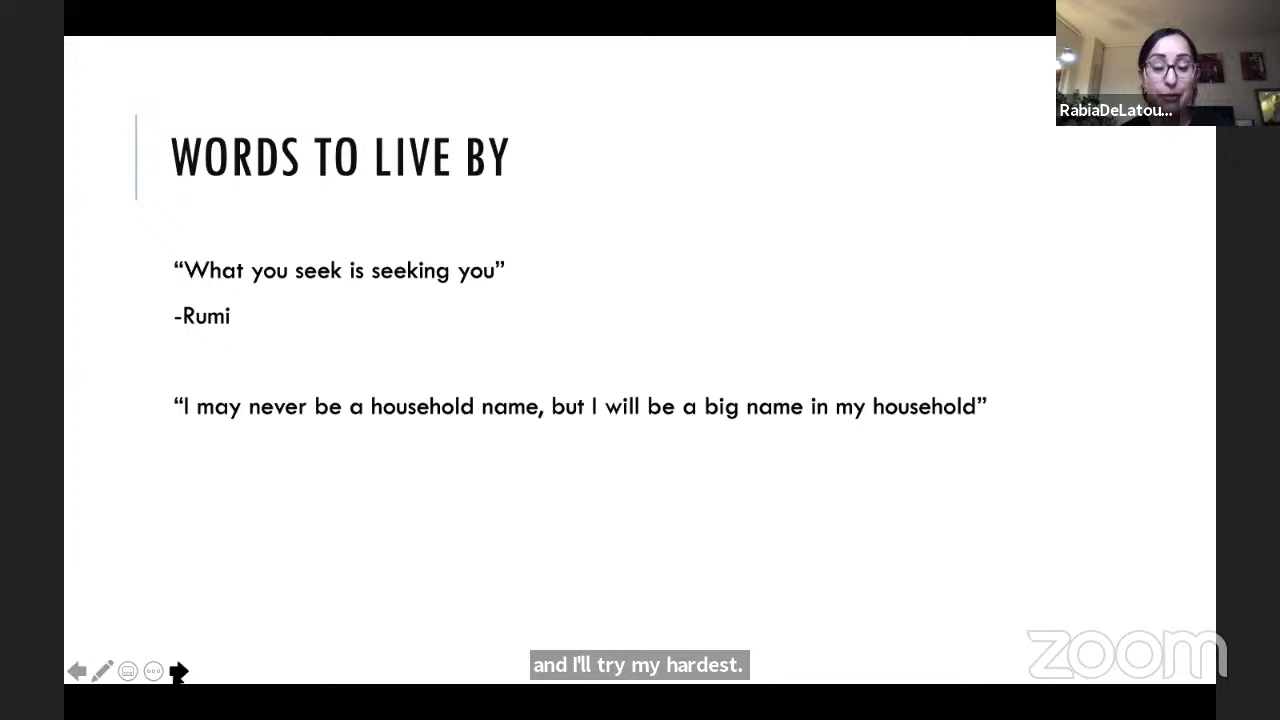 RabiaDeLatou...
WORDS TO LIVE BY
“What you seek is seeking you”
-Rumi
“I may never be a household name, but I will be a big name in my household”
and I'll try my hardest.
zoom